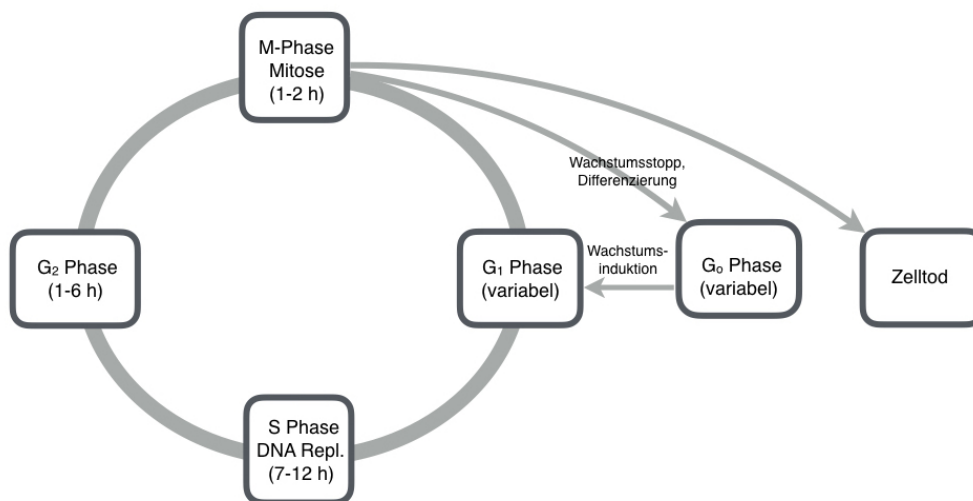 M-Phase
Mitose
(1-2 h)
Wachstumsstopp,
Differenzierung
G₂ Phase
(1-6 h)
G₁ Phase
(variabel)
Wachstums-
induktion
Gₒ Phase
(variabel)
Zelltod
S Phase
DNA Repl.
(7-12 h)